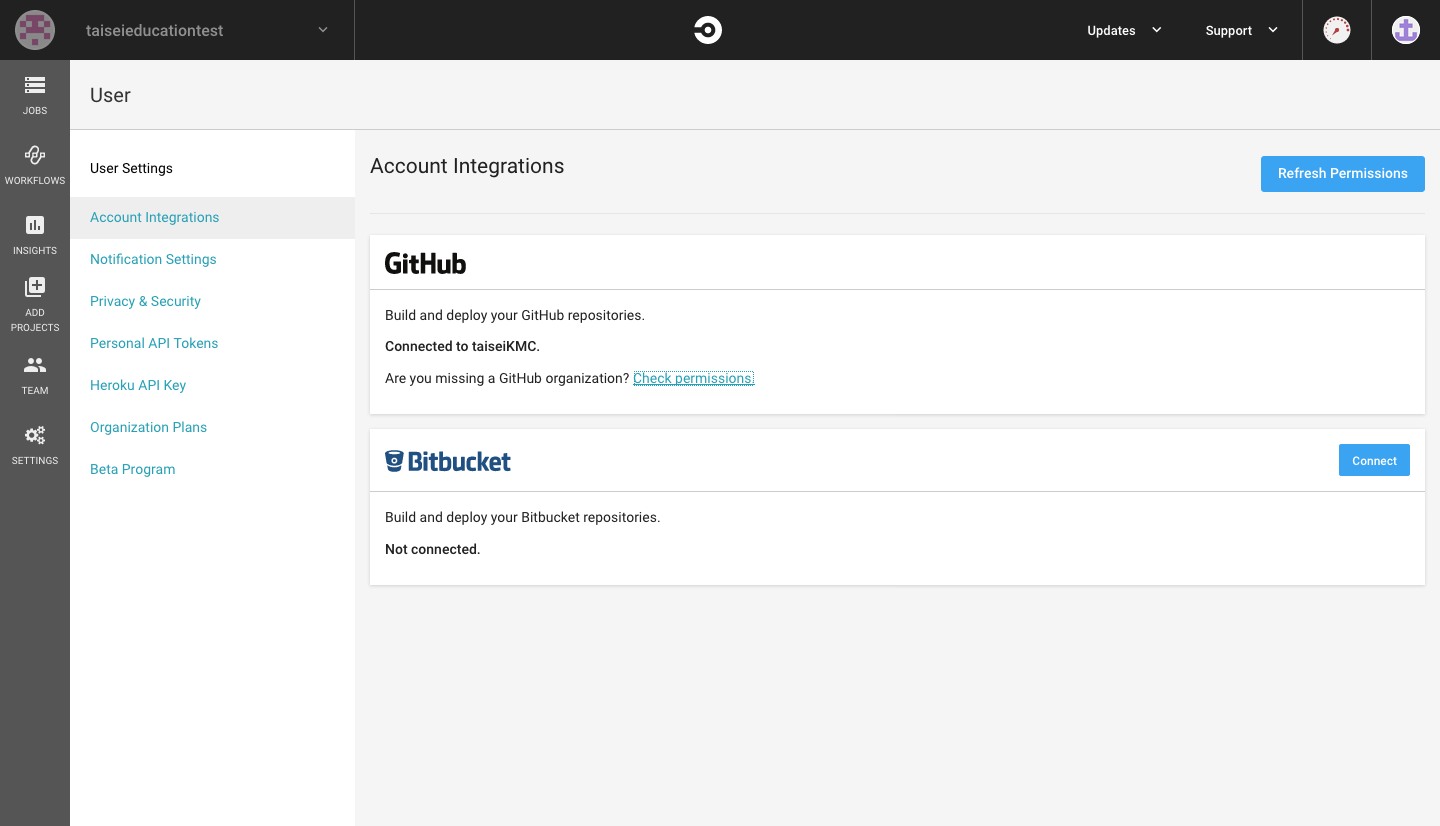 taiseieducationtest
Updates
Support
JOBS
WORKFLOWS
INSIGHTS
ADD
PROJECTS
TEAM
SETTINGS
User
User Settings
Account Integrations
Notification Settings
Privacy & Security
Personal API Tokens
Heroku API Key
Organization Plans
Beta Program
Account Integrations
Refresh Permissions
GitHub
Build and deploy your GitHub repositories.
Connected to taiseiKMC.
Are you missing a GitHub organization? Check permissions
Bitbucket
Connect
Build and deploy your Bitbucket repositories.
Not connected.